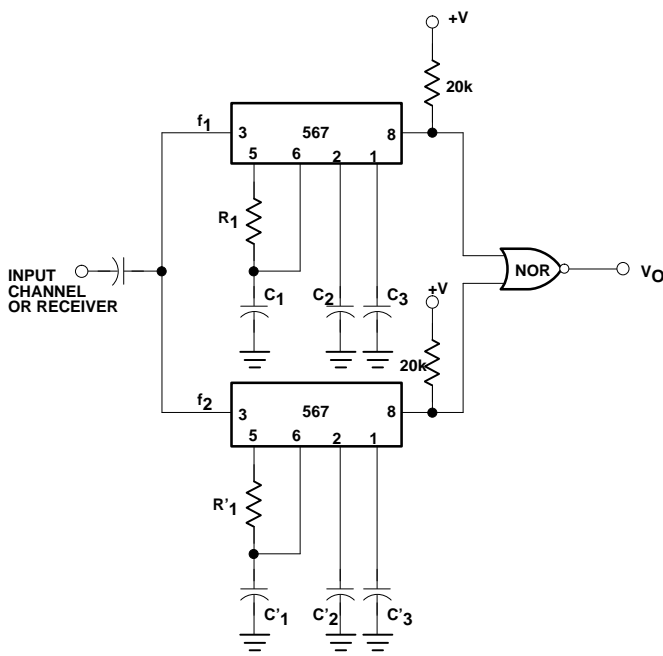 +V
20k
f1
3
567
8
5
6
2
1
R1
C1
C2
C3
INPUT
CHANNEL
OR RECEIVER
NOR
VO
+V
20k
f2
3
567
8
5
6
2
1
R'1
C'1
C'2
C'3